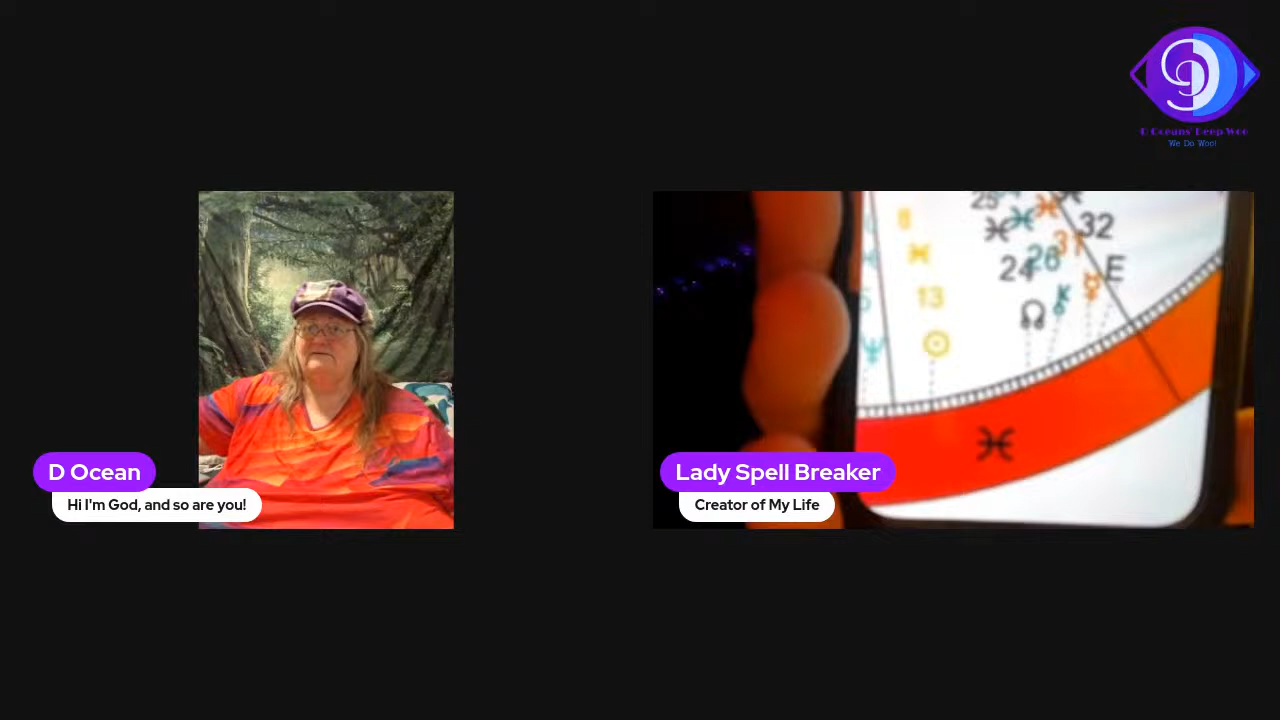 D Oceans' Deep Woo
We Do Woo!
25
8
32
31
26
24
E
13
D Ocean
Hi I'm God, and so are you!
Lady Spell Breaker
Creator of My Life